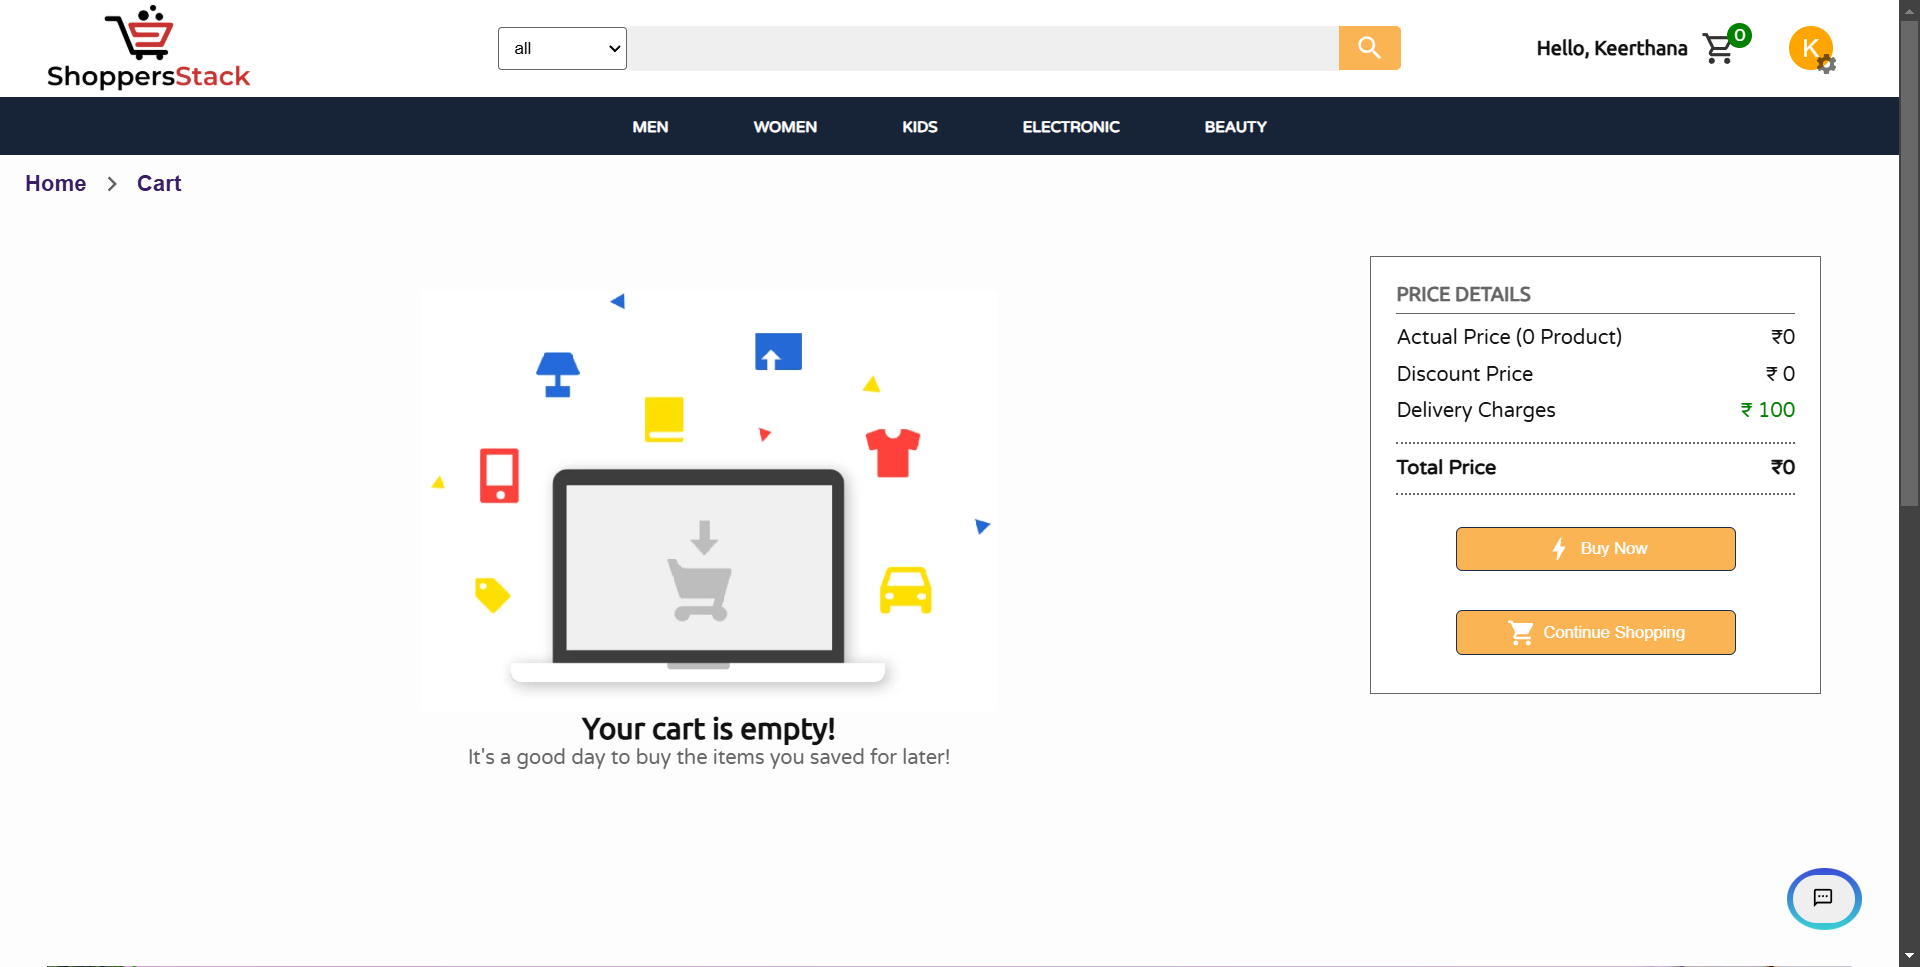 ShoppersStack
all
Hello, Keerthana
0
K
MEN WOMEN KIDS ELECTRONIC BEAUTY
Home > Cart
PRICE DETAILS
Actual Price (0 Product) ₹0
Discount Price ₹ 0
Delivery Charges ₹ 100
Total Price ₹0
Buy Now
Continue Shopping
Your cart is empty!
It's a good day to buy the items you saved for later!